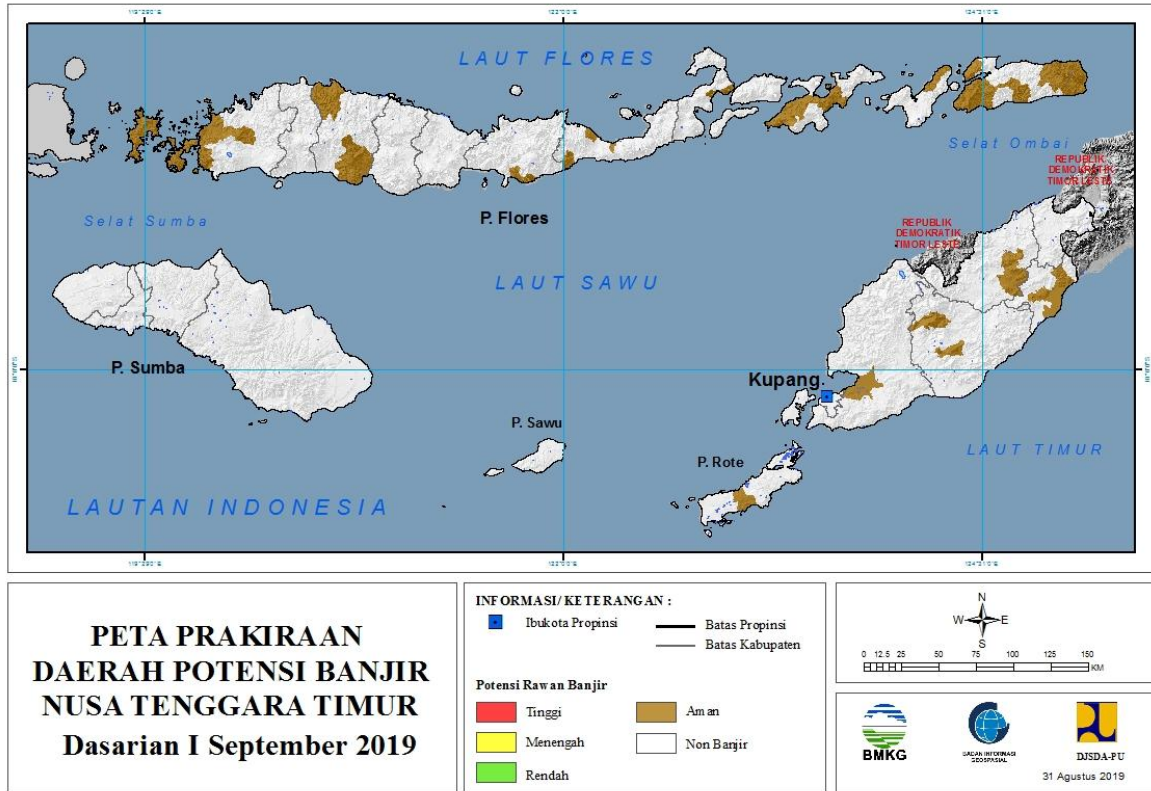 LAUT FLORES
Selat Ombai
REPUBLIK
DEMOKRATIK
TIMOR LESTE
P. Flores
Selat Sumba
REPUBLIK
DEMOKRATIK
TIMOR LESTE
LAUT SAWU
P. Sumba
Kupang
P. Sawu
P. Rote
LAUT TIMUR
LAUTAN INDONESIA
PETA PRAKIRAAN
DAERAH POTENSI BANJIR
NUSA TENGGARA TIMUR
Dasarian I September 2019
INFORMASI/KETERANGAN :
Ibukota Propinsi
Batas Propinsi
Batas Kabupaten
Potensi Rawan Banjir
Tinggi
Aman
Menengah
Non Banjir
Rendah
N
W E
S
0 12.5 25 50 75 100 150
KM
BMKG
BADAN INFORMASI
GEOSPASIAL
DJSDA-PU
31 Agustus 2019